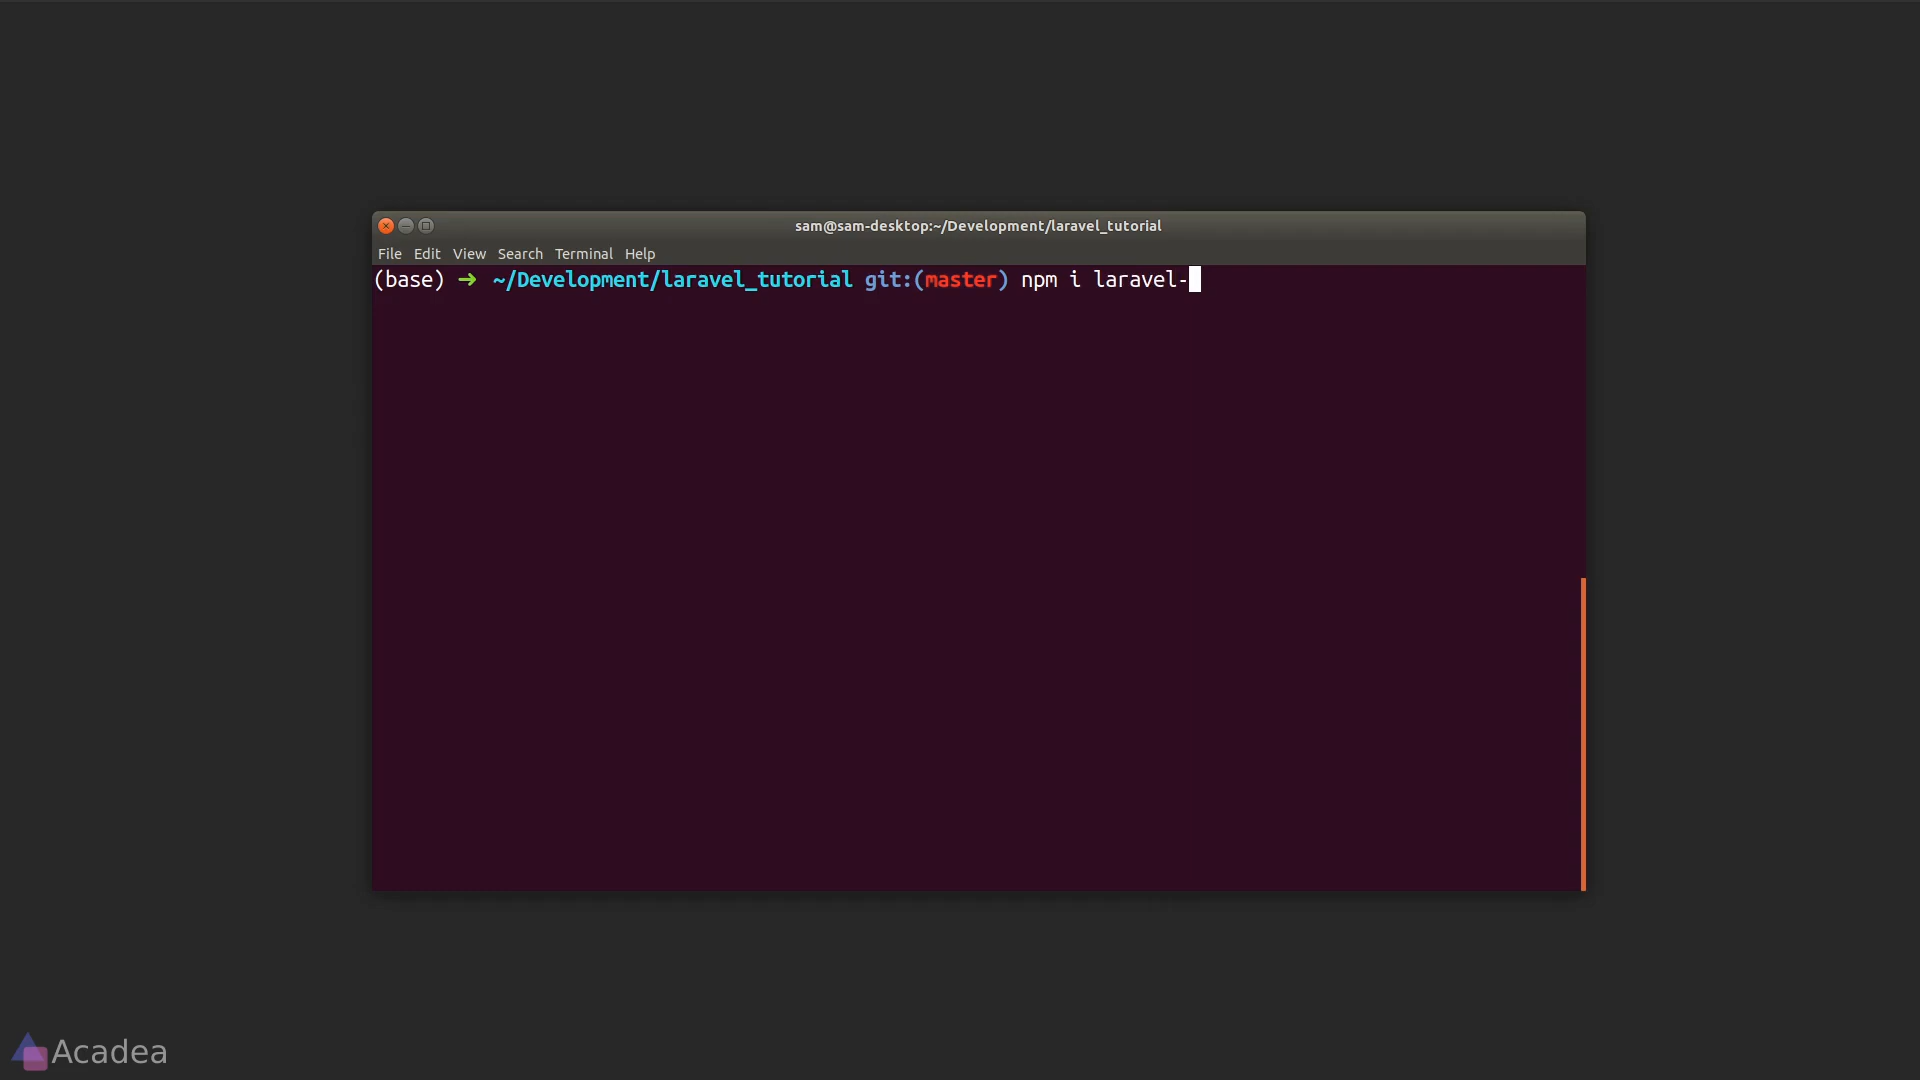 sam@sam-desktop:~/Development/laravel_tutorial
File Edit View Search Terminal Help
(base) ➜ ~/Development/laravel_tutorial git:(master) npm i laravel-
Acadea